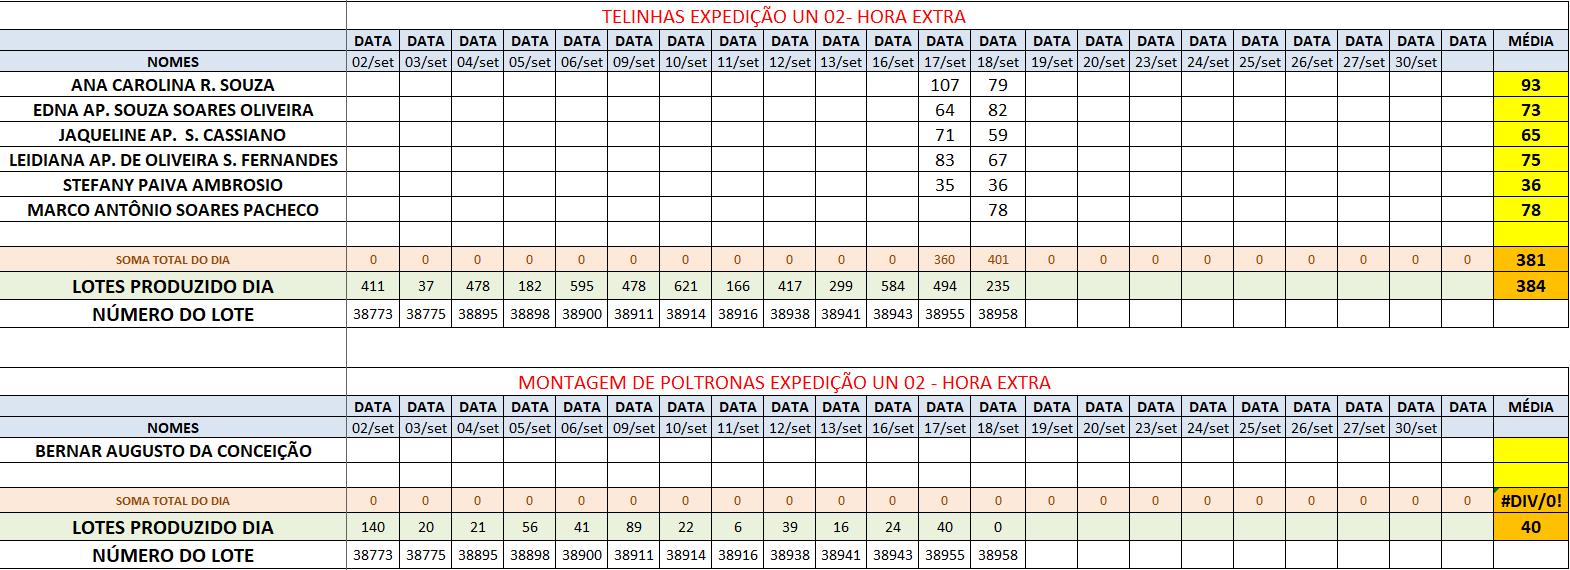 TELINHAS EXPEDIÇÃO UN 02- HORA EXTRA
DATA DATA DATA DATA DATA DATA DATA DATA DATA DATA DATA DATA DATA DATA DATA DATA DATA DATA DATA DATA DATA DATA MÉDIA
NOMES 02/set 03/set 04/set 05/set 06/set 09/set 10/set 11/set 12/set 13/set 16/set 17/set 18/set 19/set 20/set 23/set 24/set 25/set 26/set 27/set 30/set
ANA CAROLINA R. SOUZA 107 79 93
EDNA AP. SOUZA SOARES OLIVEIRA 64 82 73
JAQUELINE AP. S. CASSIANO 71 59 65
LEIDIANA AP. DE OLIVEIRA S. FERNANDES 83 67 75
STEFANY PAIVA AMBROSIO 35 36 36
MARCO ANTÔNIO SOARES PACHECO 78 78
SOMA TOTAL DO DIA 0 0 0 0 0 0 0 0 0 0 0 360 401 0 0 0 0 0 0 0 0 0 381
LOTES PRODUZIDO DIA 411 37 478 182 595 478 621 166 417 299 584 494 235 384
NÚMERO DO LOTE 38773 38775 38895 38898 38900 38911 38914 38916 38938 38941 38943 38955 38958
MONTAGEM DE POLTRONAS EXPEDIÇÃO UN 02 - HORA EXTRA
DATA DATA DATA DATA DATA DATA DATA DATA DATA DATA DATA DATA DATA DATA DATA DATA DATA DATA DATA DATA DATA DATA MÉDIA
NOMES 02/set 03/set 04/set 05/set 06/set 09/set 10/set 11/set 12/set 13/set 16/set 17/set 18/set 19/set 20/set 23/set 24/set 25/set 26/set 27/set 30/set
BERNAR AUGUSTO DA CONCEIÇÃO
SOMA TOTAL DO DIA 0 0 0 0 0 0 0 0 0 0 0 0 0 0 0 0 0 0 0 0 0 0 #DIV/0!
LOTES PRODUZIDO DIA 140 20 21 56 41 89 22 6 39 16 24 40 0 40
NÚMERO DO LOTE 38773 38775 38895 38898 38900 38911 38914 38916 38938 38941 38943 38955 38958